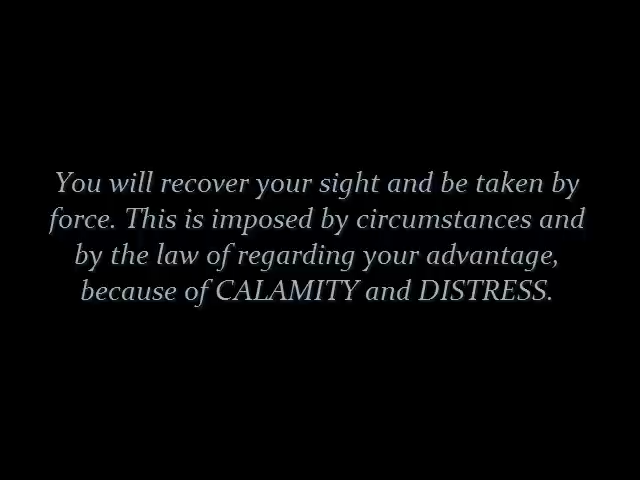 You will recover your sight and be taken by
force. This is imposed by circumstances and
by the law of regarding your advantage,
because of CALAMITY and DISTRESS.